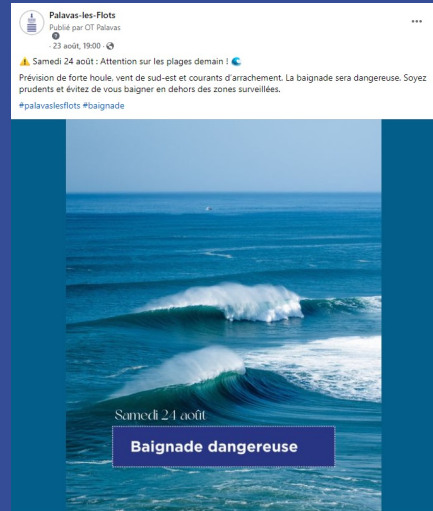 Palavas-les-Flots
Publié par OT Palavas
· 23 août, 19:00 ·
⚠️ Samedi 24 août : Attention sur les plages demain ! 🌊
Prévision de forte houle, vent de sud-est et courants d'arrachement. La baignade sera dangereuse. Soyez
prudents et évitez de vous baigner en dehors des zones surveillées.
#palavaslesflots #baignade
Samedi 24 août
Baignade dangereuse